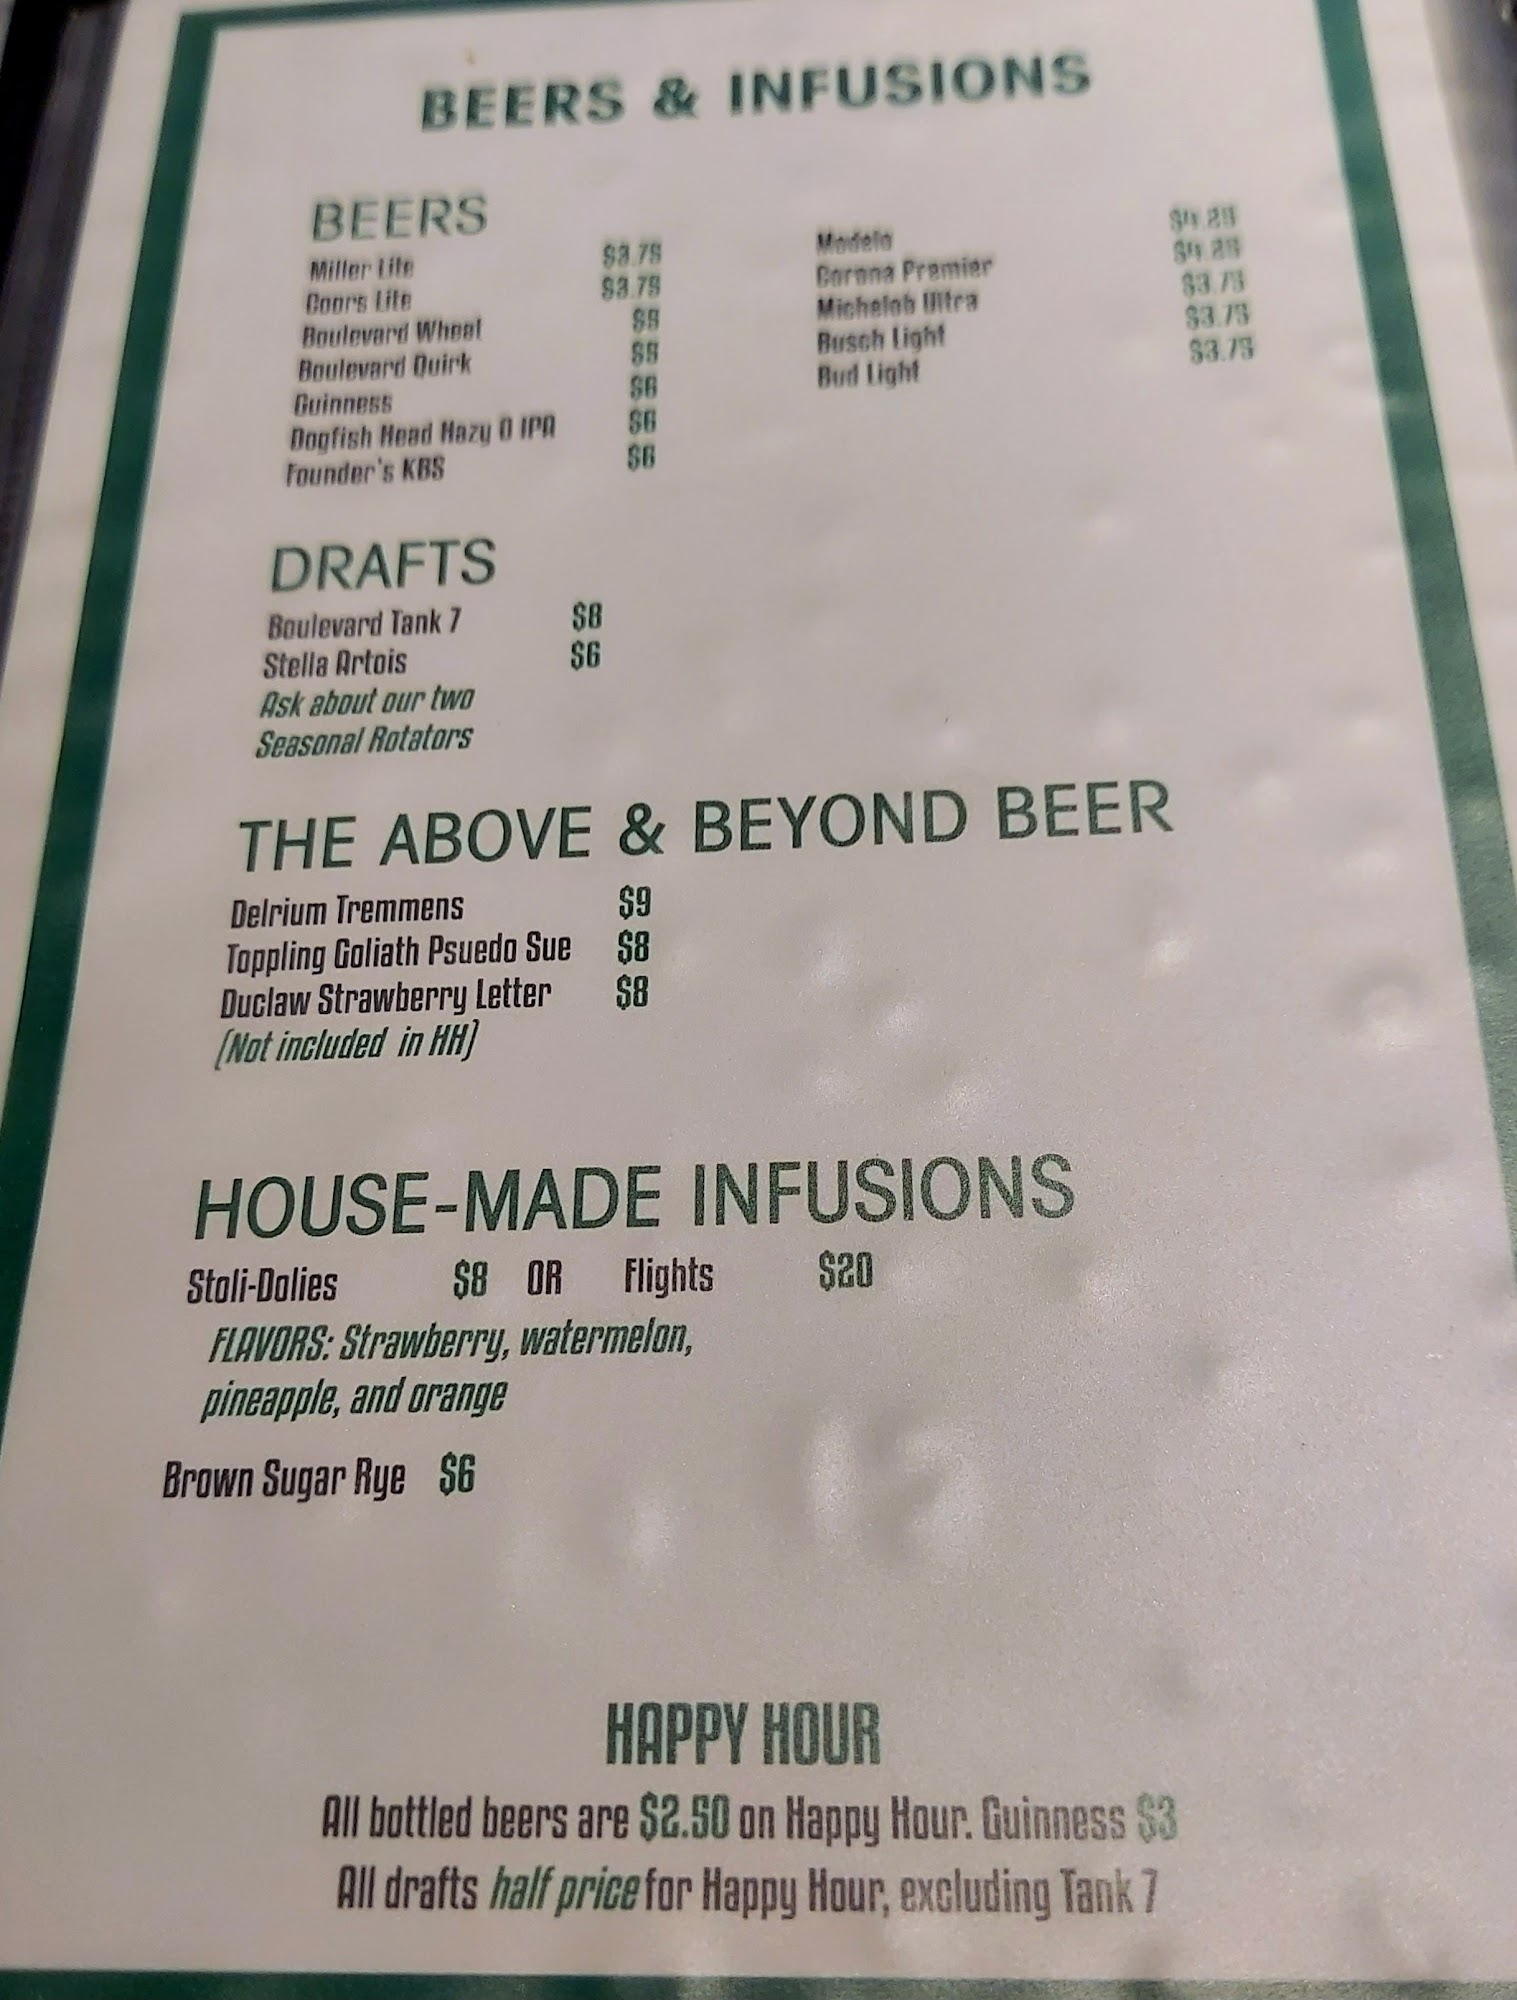 BEERS & INFUSIONS
BEERS
Miller Lite $3.75
Coors Lite $3.75
Boulevard Wheat $5
Boulevard Quirk $5
Guinness $6
Dogfish Head Hazy O IPA $6
Founder's KBS $6
Modelo $4.25
Corona Premier $4.25
Michelob Ultra $3.75
Busch Light $3.75
Bud Light $3.75
DRAFTS
Boulevard Tank 7 $8
Stella Artois $6
Ask about our two
Seasonal Rotators
THE ABOVE & BEYOND BEER
Delrium Tremmens $9
Toppling Goliath Psuedo Sue $8
Duclaw Strawberry Letter $8
(Not included in HH)
HOUSE-MADE INFUSIONS
Stoli-Dolies $8 OR Flights $20
FLAVORS: Strawberry, watermelon,
pineapple, and orange
Brown Sugar Rye $6
HAPPY HOUR
All bottled beers are $2.50 on Happy Hour. Guinness $3
All drafts half price for Happy Hour, excluding Tank 7